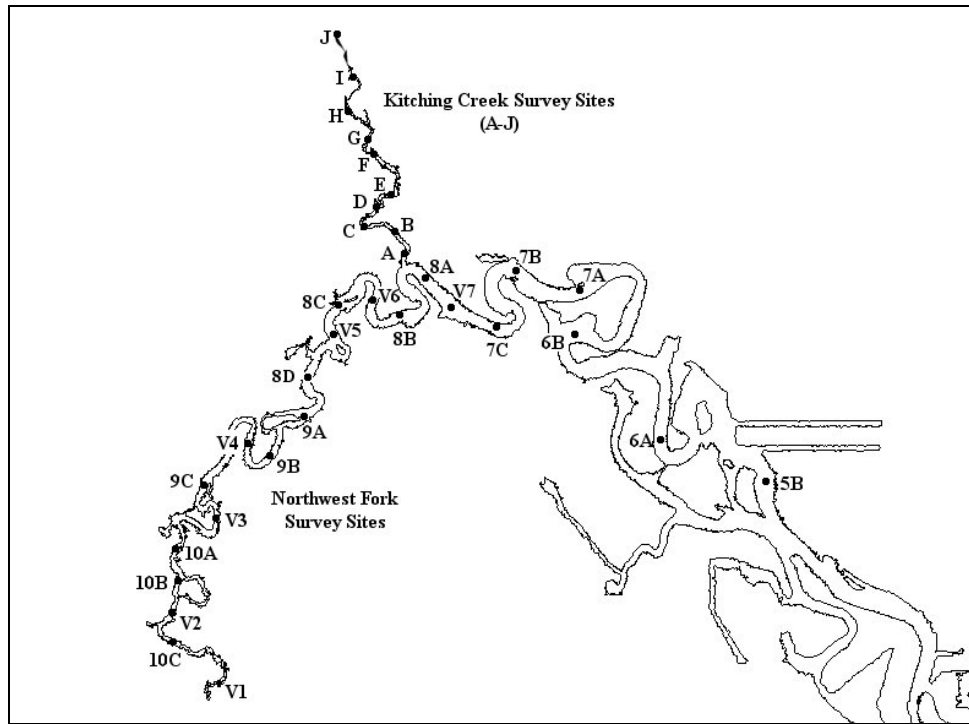 J
I
Kitching Creek Survey Sites
(A-J)
H
G
F
E
D
C
B
A
8A
7B
7A
8C
V6
V7
8B
V5
7C
6B
8D
9A
V4
6A
9B
9C
5B
Northwest Fork
Survey Sites
V3
10A
10B
V2
10C
V1